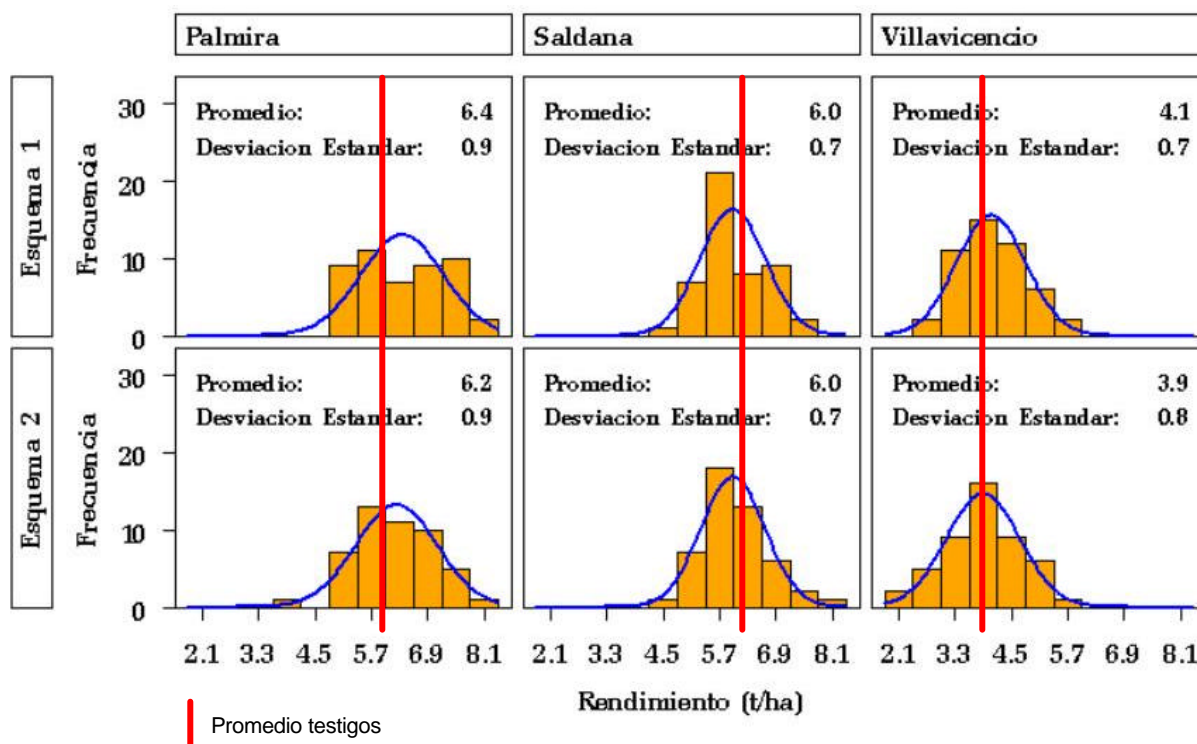 Palmira
Saldana
Villavicencio
Esquema 1
Frecuencia
30
20
10
0
Promedio: 6.4
Desviacion Estandar: 0.9
Promedio: 6.0
Desviacion Estandar: 0.7
Promedio: 4.1
Desviacion Estandar: 0.7
Esquema 2
Frecuencia
30
20
10
0
Promedio: 6.2
Desviacion Estandar: 0.9
Promedio: 6.0
Desviacion Estandar: 0.7
Promedio: 3.9
Desviacion Estandar: 0.8
2.1 3.3 4.5 5.7 6.9 8.1
2.1 3.3 4.5 5.7 6.9 8.1
2.1 3.3 4.5 5.7 6.9 8.1
Rendimiento (t/ha)
Promedio testigos